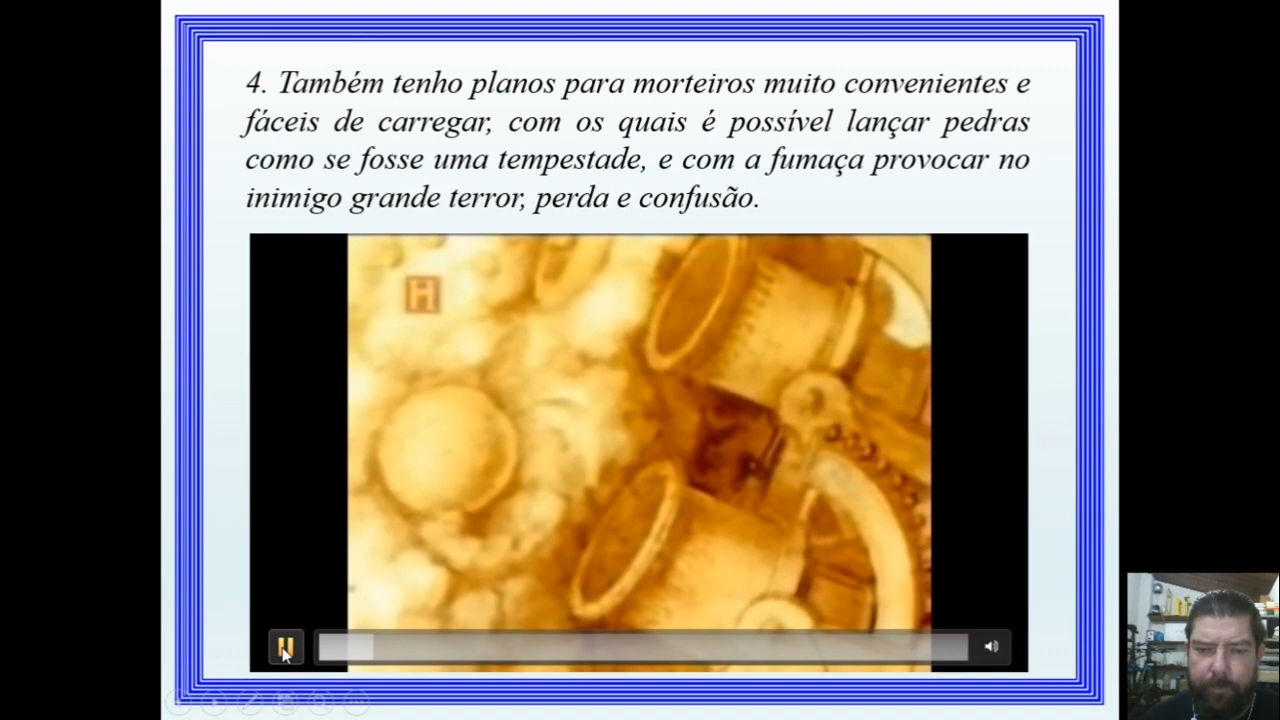 4. Também tenho planos para morteiros muito convenientes e
fáceis de carregar, com os quais é possível lançar pedras
como se fosse uma tempestade, e com a fumaça provocar no
inimigo grande terror, perda e confusão.
H